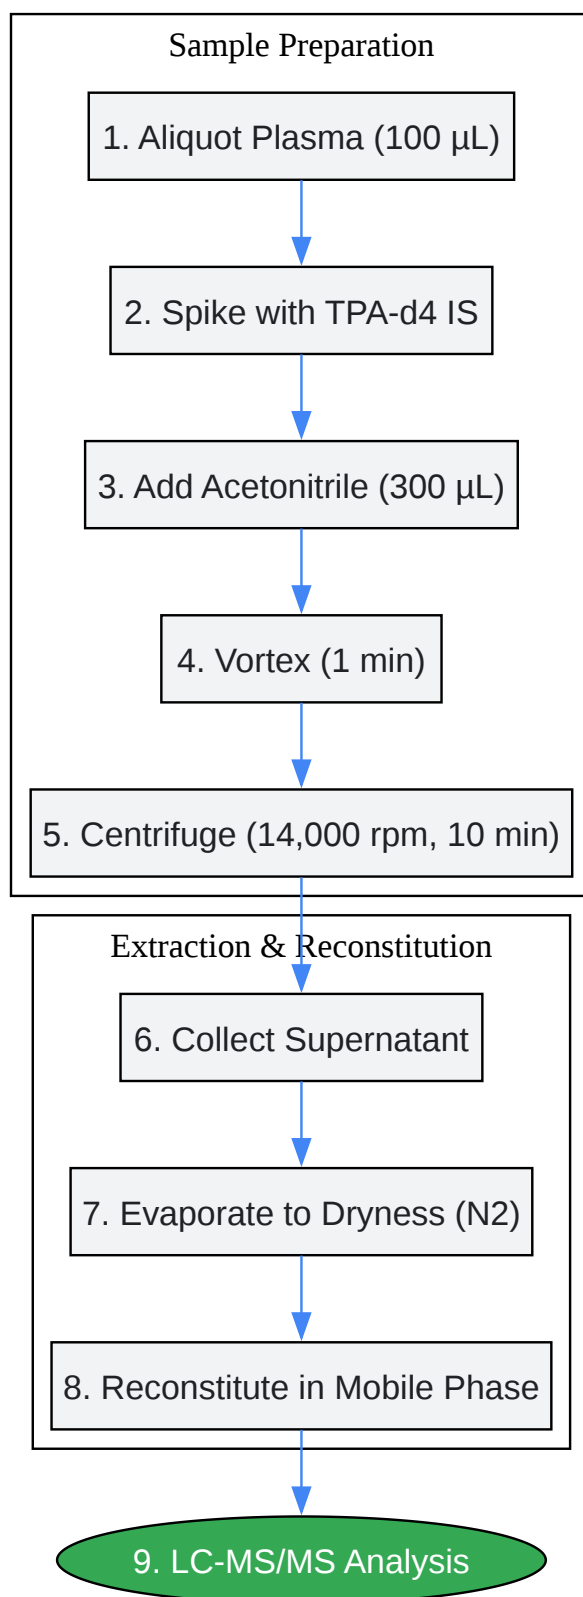 Sample Preparation
1. Aliquot Plasma (100 µL)
2. Spike with TPA-d4 IS
3. Add Acetonitrile (300 µL)
4. Vortex (1 min)
5. Centrifuge (14,000 rpm, 10 min)
Extraction & Reconstitution
6. Collect Supernatant
7. Evaporate to Dryness (N2)
8. Reconstitute in Mobile Phase
9. LC-MS/MS Analysis